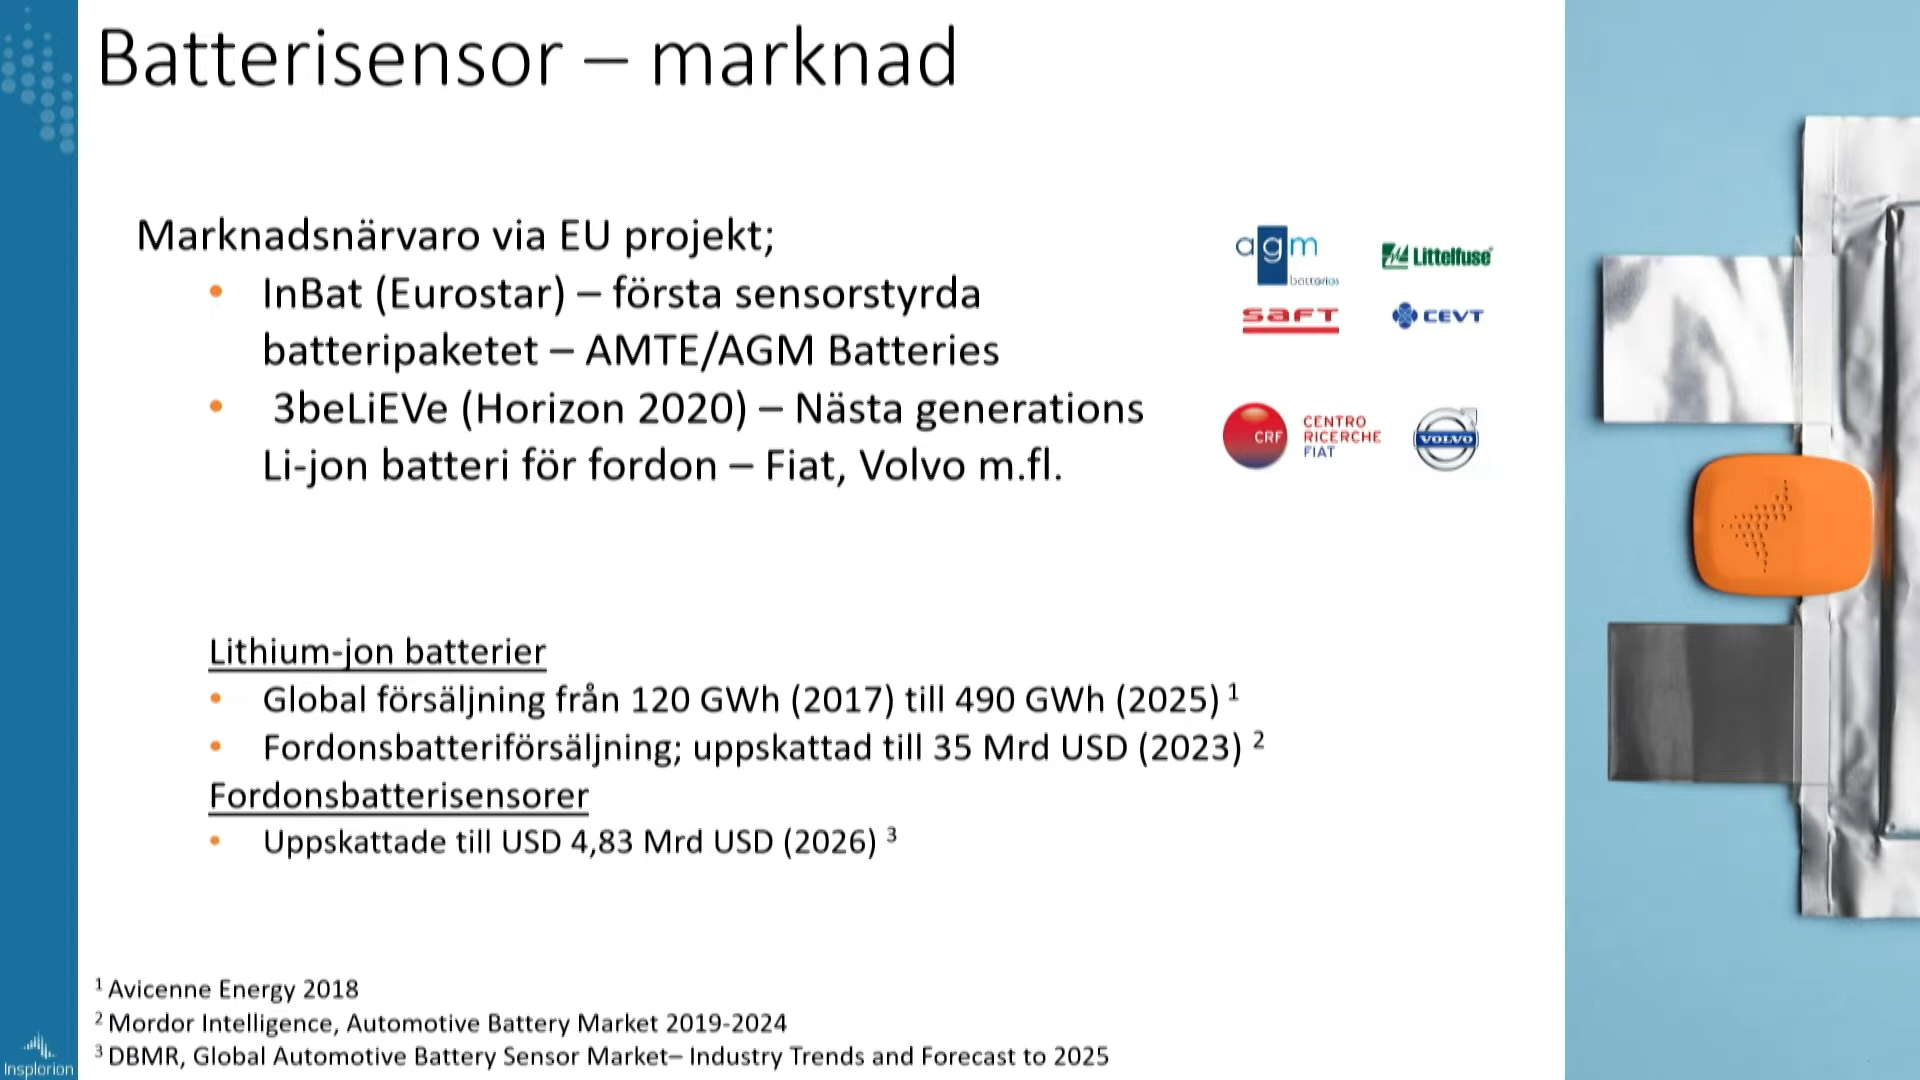 Batterisensor – marknad
Marknadsnärvaro via EU projekt;
• InBat (Eurostar) – första sensorstyrda
batteripaketet – AMTE/AGM Batteries
• 3beLiEVe (Horizon 2020) – Nästa generations
Li-jon batteri för fordon – Fiat, Volvo m.fl.
agm
batteries
Littelfuse
SAFT
CEVT
CRF
CENTRO
RICERCHE
FIAT
VOLVO
Lithium-jon batterier
• Global försäljning från 120 GWh (2017) till 490 GWh (2025) 1
• Fordonsbatteriförsäljning; uppskattad till 35 Mrd USD (2023) 2
Fordonsbatterisensorer
• Uppskattade till USD 4,83 Mrd USD (2026) 3
1 Avicenne Energy 2018
2 Mordor Intelligence, Automotive Battery Market 2019-2024
3 DBMR, Global Automotive Battery Sensor Market– Industry Trends and Forecast to 2025
Insplorion